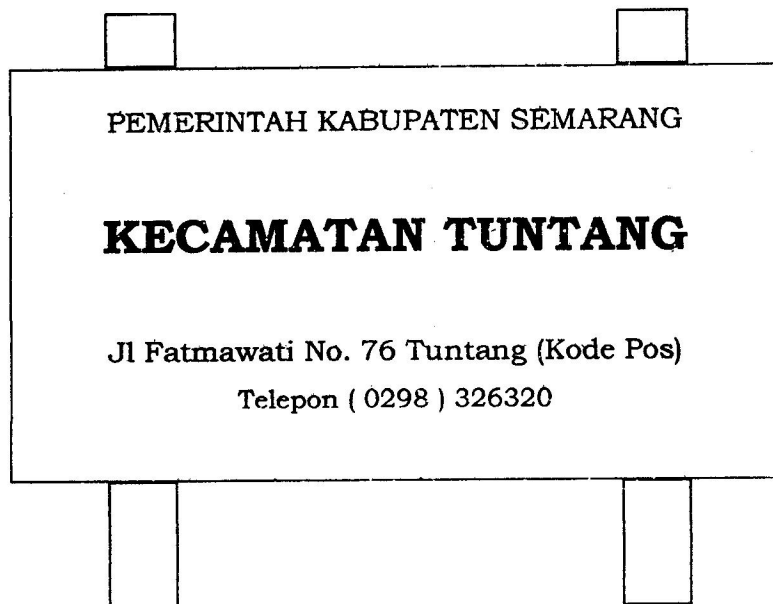 PEMERINTAH KABUPATEN SEMARANG
KECAMATAN TUNTANG
Jl Fatmawati No. 76 Tuntang (Kode Pos)
Telepon ( 0298 ) 326320